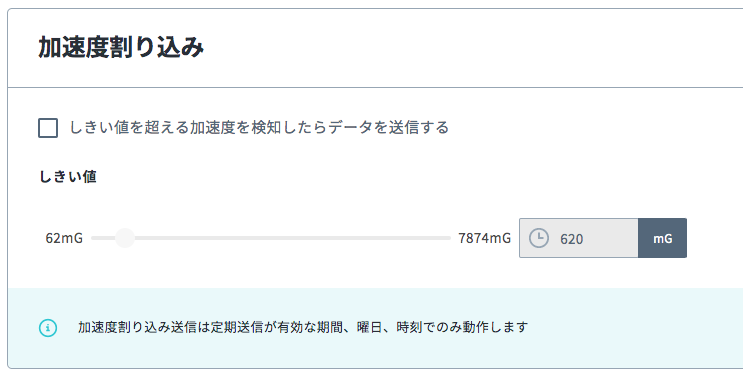 加速度割り込み
しきい値を超える加速度を検知したらデータを送信する
しきい値
62mG 7874mG 620 mG
加速度割り込み送信は定期送信が有効な期間、曜日、時刻でのみ動作します